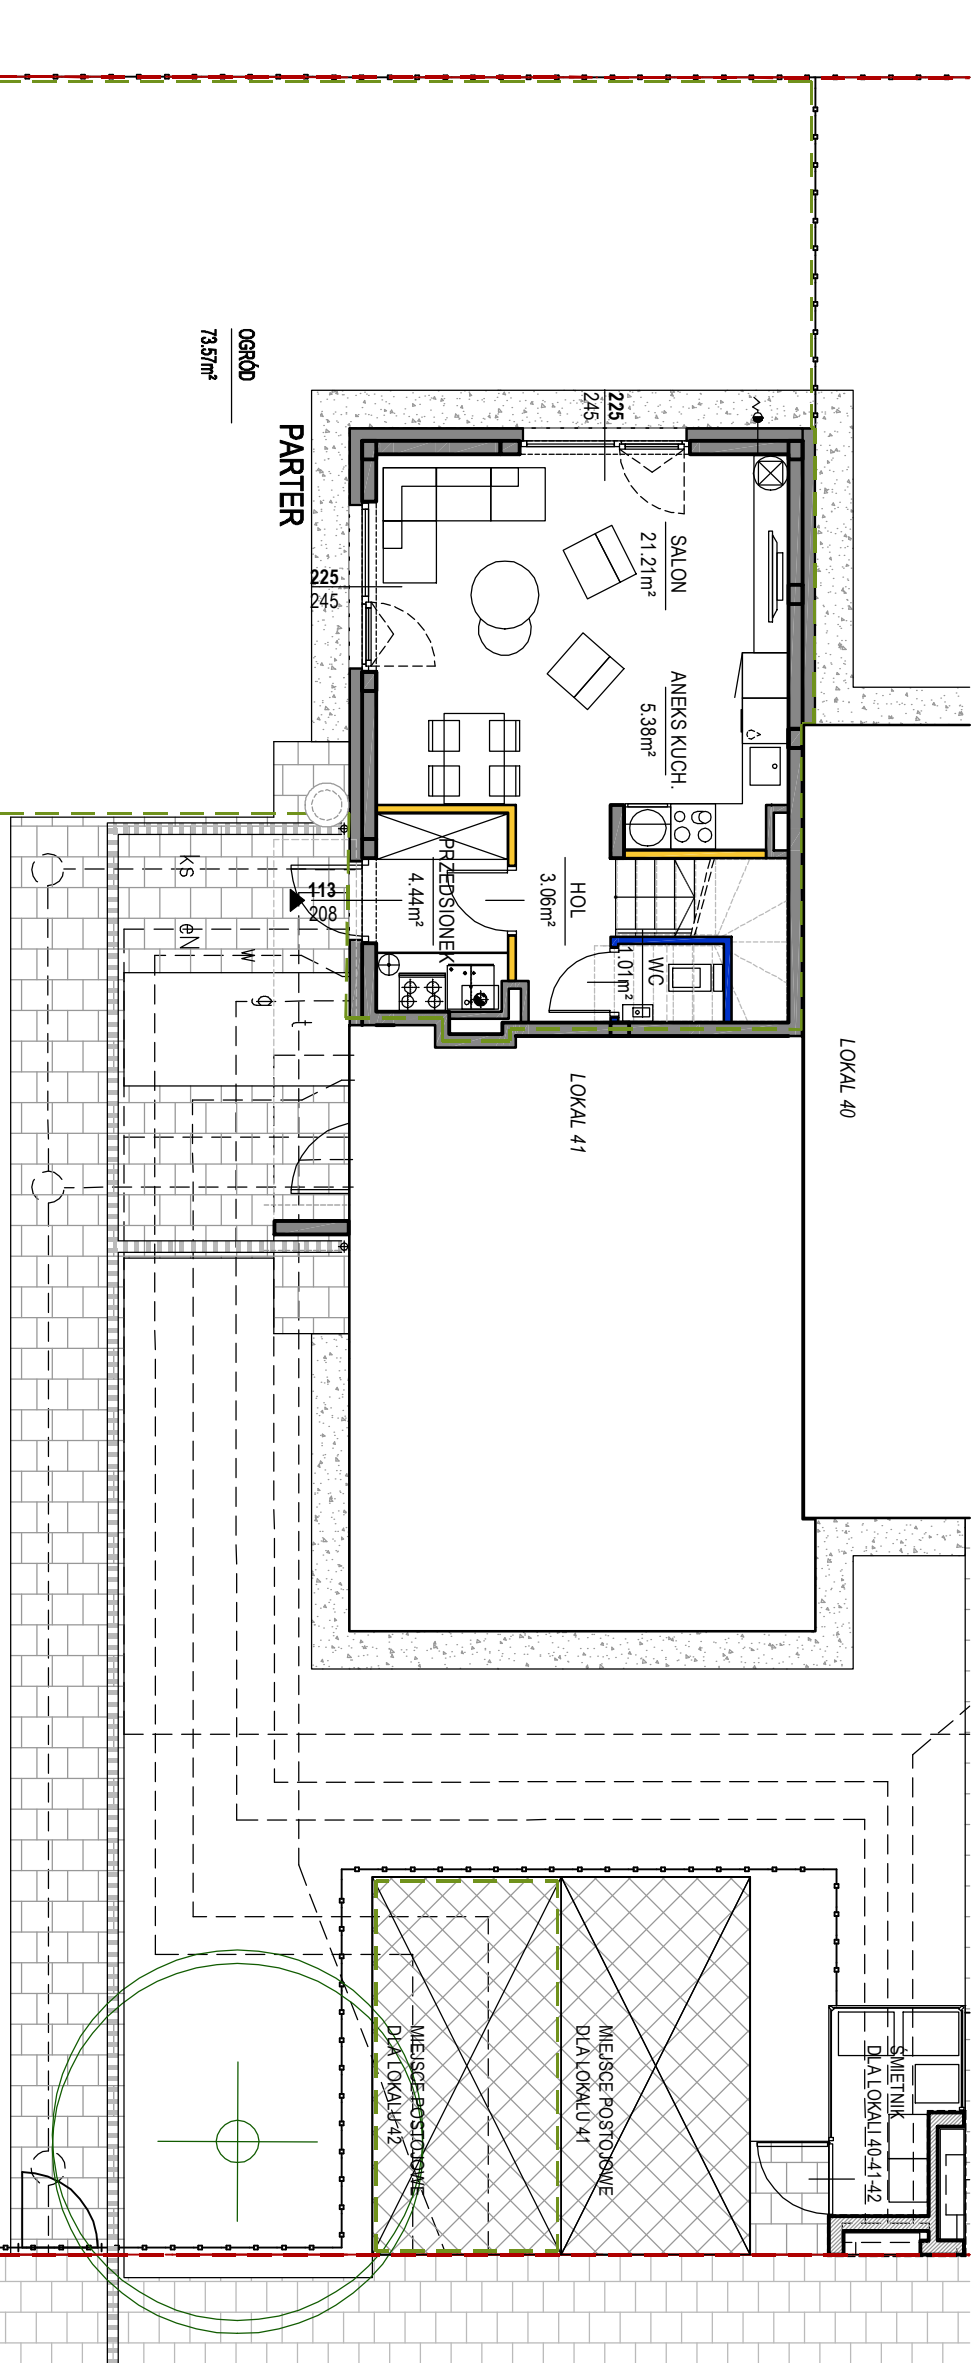 OGRÓD
73.57m²
PARTER
225
245
225
245
SALON
21.21m²
ANEKS KUCH.
5.38m²
PRZEDSIONEK
4.44m²
HOL
3.06m²
WC
1.01m²
113
208
ks
eN
w
g
t
LOKAL 40
LOKAL 41
MIEJSCE POSTOJOWE
DLA LOKALU 42
MIEJSCE POSTOJOWE
DLA LOKALU 41
ŚMIETNIK
DLA LOKALI 40-41-42